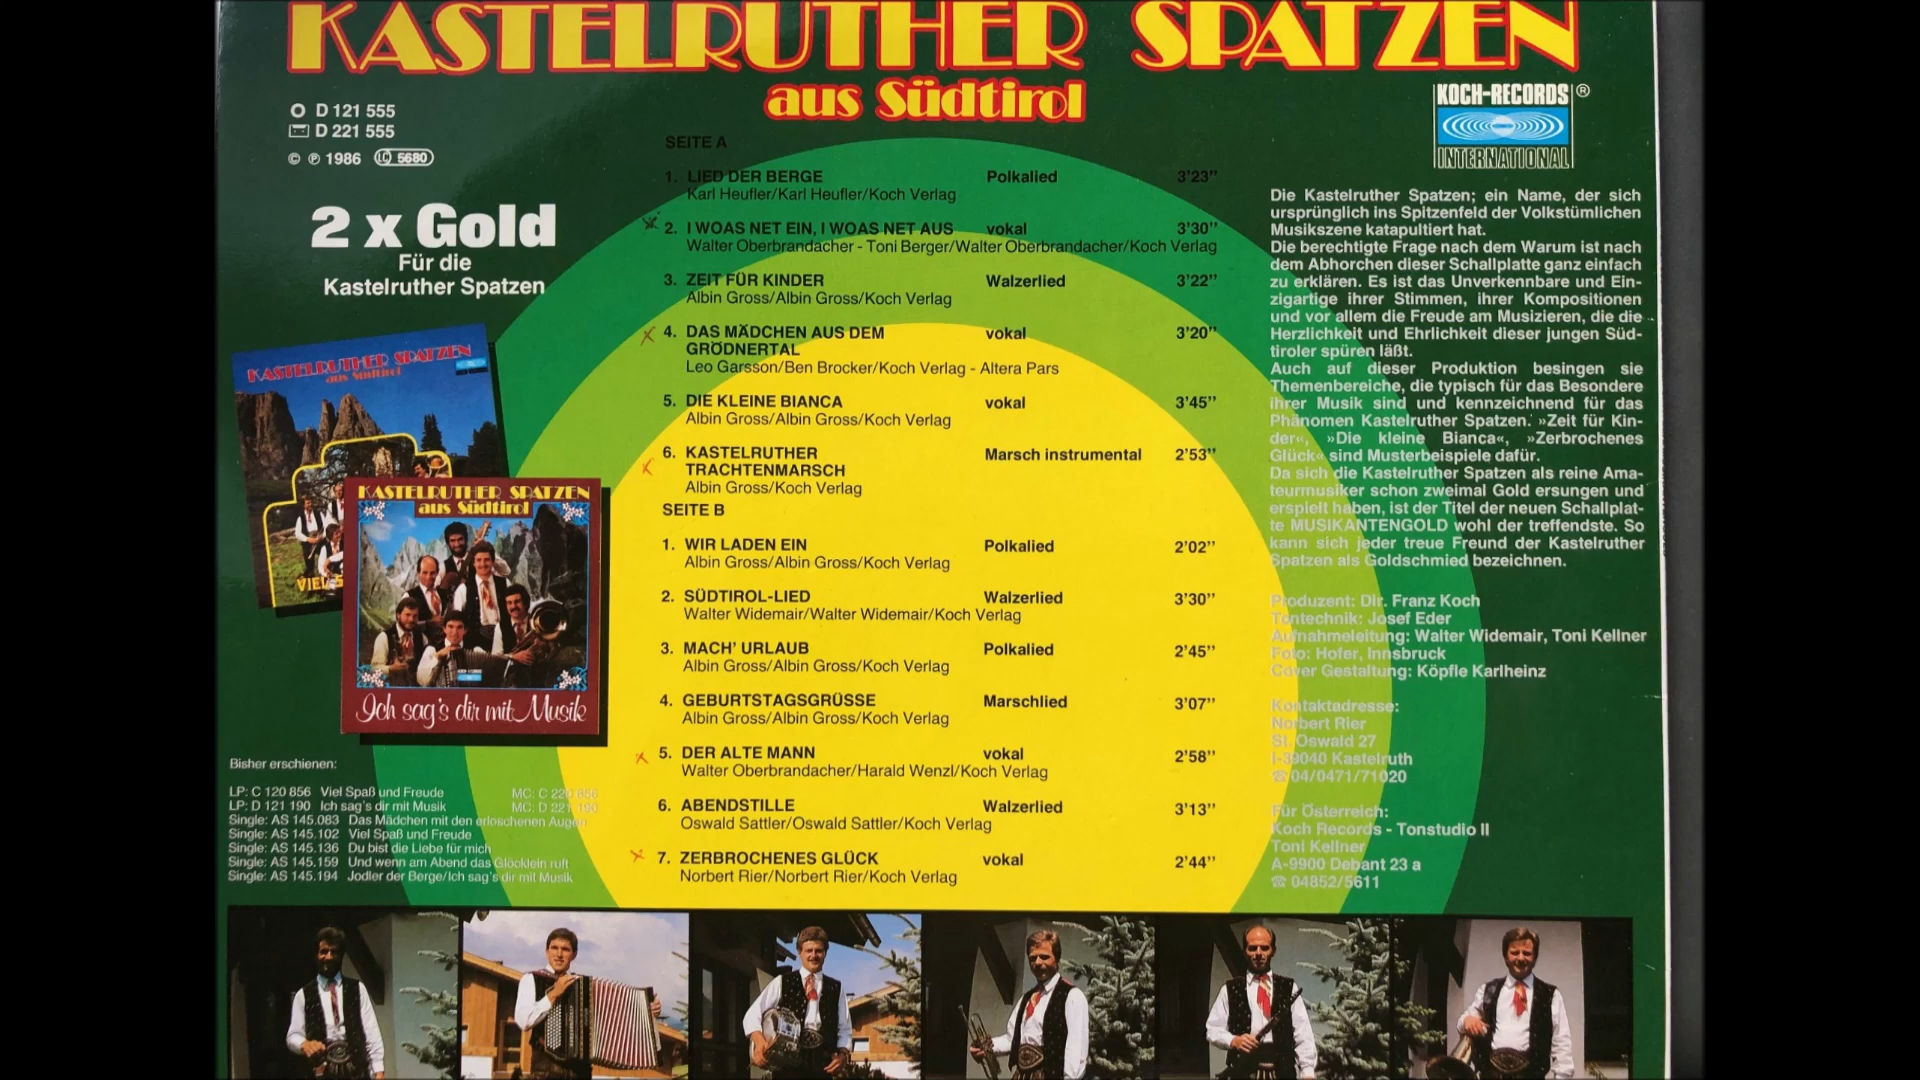 KASTELRUTHER SPATZEN
aus Südtirol
D 121 555
D 221 555
© ℗ 1986 LC 5680
2 x Gold
Für die
Kastelruther Spatzen
KASTELRUTHER SPATZEN
aus Südtirol
VIEL S
KASTELRUTHER SPATZEN
aus Südtirol
Ich sag's dir mit Musik
Bisher erschienen:
LP: C 120 856 Viel Spaß und Freude MC: C 220 856
LP: D 121 190 Ich sag's dir mit Musik MC: D 221 190
Single: AS 145.083 Das Mädchen mit den erloschenen Augen
Single: AS 145.102 Viel Spaß und Freude
Single: AS 145.136 Du bist die Liebe für mich
Single: AS 145.159 Und wenn am Abend das Glöcklein ruft
Single: AS 145.194 Jodler der Berge/Ich sag's dir mit Musik
SEITE A
1. LIED DER BERGE Polkalied 3'23''
Karl Heufler/Karl Heufler/Koch Verlag
2. I WOAS NET EIN, I WOAS NET AUS vokal 3'30''
Walter Oberbrandacher - Toni Berger/Walter Oberbrandacher/Koch Verlag
3. ZEIT FÜR KINDER Walzerlied 3'22''
Albin Gross/Albin Gross/Koch Verlag
4. DAS MÄDCHEN AUS DEM vokal 3'20''
GRÖDNERTAL
Leo Garsson/Ben Brocker/Koch Verlag - Altera Pars
5. DIE KLEINE BIANCA vokal 3'45''
Albin Gross/Albin Gross/Koch Verlag
6. KASTELRUTHER Marsch instrumental 2'53''
TRACHTENMARSCH
Albin Gross/Koch Verlag
SEITE B
1. WIR LADEN EIN Polkalied 2'02''
Albin Gross/Albin Gross/Koch Verlag
2. SÜDTIROL-LIED Walzerlied 3'30''
Walter Widemair/Walter Widemair/Koch Verlag
3. MACH' URLAUB Polkalied 2'45''
Albin Gross/Albin Gross/Koch Verlag
4. GEBURTSTAGSGRÜSSE Marschlied 3'07''
Albin Gross/Albin Gross/Koch Verlag
5. DER ALTE MANN vokal 2'58''
Walter Oberbrandacher/Harald Wenzl/Koch Verlag
6. ABENDSTILLE Walzerlied 3'13''
Oswald Sattler/Oswald Sattler/Koch Verlag
7. ZERBROCHENES GLÜCK vokal 2'44''
Norbert Rier/Norbert Rier/Koch Verlag
KOCH-RECORDS ®
INTERNATIONAL
Die Kastelruther Spatzen; ein Name, der sich
ursprünglich ins Spitzenfeld der Volkstümlichen
Musikszene katapultiert hat.
Die berechtigte Frage nach dem Warum ist nach
dem Abhorchen dieser Schallplatte ganz einfach
zu erklären. Es ist das Unverkennbare und Ein-
zigartige ihrer Stimmen, ihrer Kompositionen
und vor allem die Freude am Musizieren, die die
Herzlichkeit und Ehrlichkeit dieser jungen Süd-
tiroler spüren läßt.
Auch auf dieser Produktion besingen sie
Themenbereiche, die typisch für das Besondere
ihrer Musik sind und kennzeichnend für das
Phänomen Kastelruther Spatzen. »Zeit für Kin-
der«, »Die kleine Bianca«, »Zerbrochenes
Glück« sind Musterbeispiele dafür.
Da sich die Kastelruther Spatzen als reine Ama-
teurmusiker schon zweimal Gold ersungen und
erspielt haben, ist der Titel der neuen Schallplat-
te MUSIKANTENGOLD wohl der treffendste. So
kann sich jeder treue Freund der Kastelruther
Spatzen als Goldschmied bezeichnen.
Produzent: Dir. Franz Koch
Tontechnik: Josef Eder
Aufnahmeleitung: Walter Widemair, Toni Kellner
Foto: Hofer, Innsbruck
Cover Gestaltung: Köpfle Karlheinz
Kontaktadresse:
Norbert Rier
St. Oswald 27
I-39040 Kastelruth
☎ 04/0471/71020
Für Österreich:
Koch Records - Tonstudio II
Toni Kellner
A-9900 Debant 23 a
☎ 04852/5611